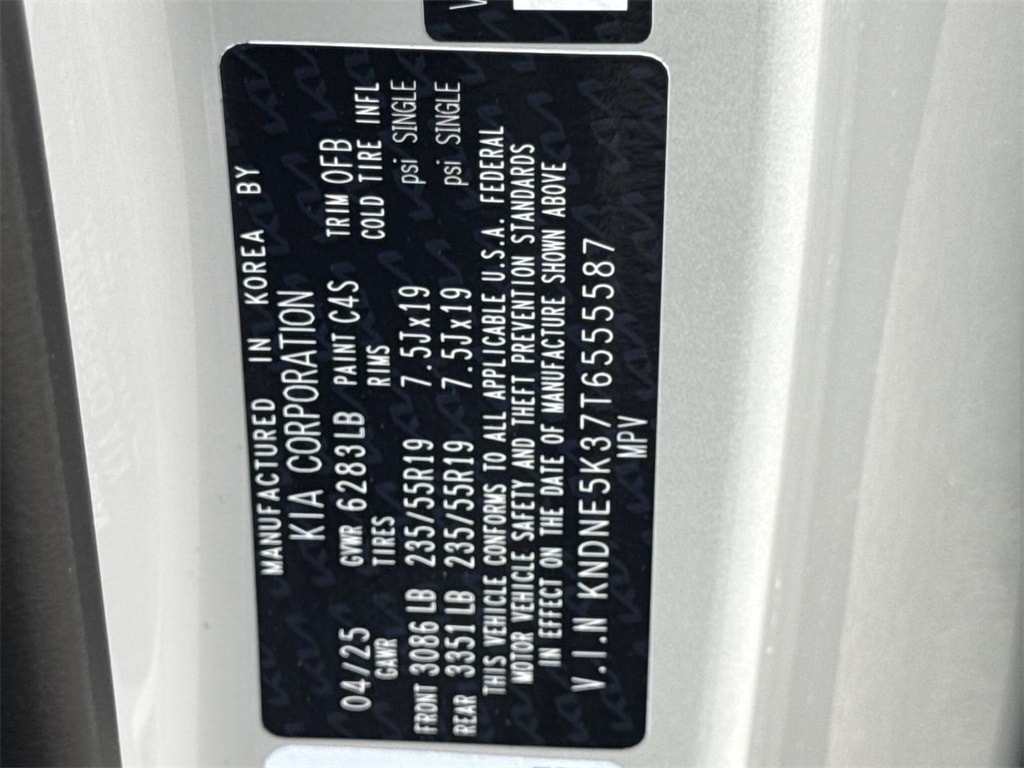 MANUFACTURED IN KOREA BY
KIA CORPORATION
04/25 GVWR 6283LB PAINT C4S TRIM OFB
GAWR TIRES RIMS COLD TIRE INFL
FRONT 3086 LB 235/55R19 7.5Jx19 psi SINGLE
REAR 3351 LB 235/55R19 7.5Jx19 psi SINGLE
THIS VEHICLE CONFORMS TO ALL APPLICABLE U.S.A. FEDERAL
MOTOR VEHICLE SAFETY AND THEFT PREVENTION STANDARDS
IN EFFECT ON THE DATE OF MANUFACTURE SHOWN ABOVE
V.I.N KNDNE5K37T6555587
MPV